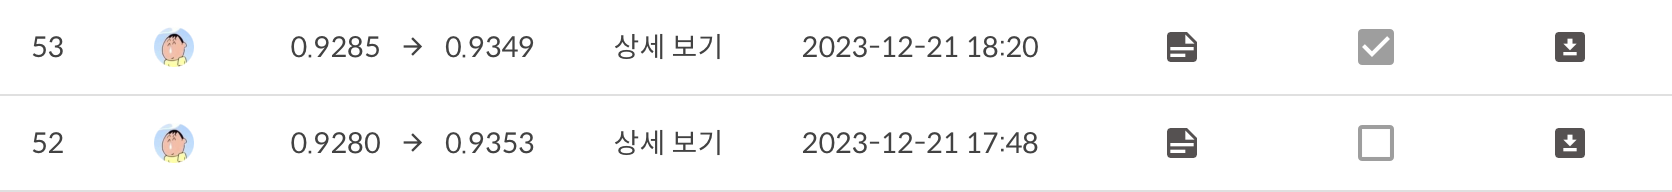 53 0.9285 → 0.9349 상세 보기 2023-12-21 18:20
52 0.9280 → 0.9353 상세 보기 2023-12-21 17:48